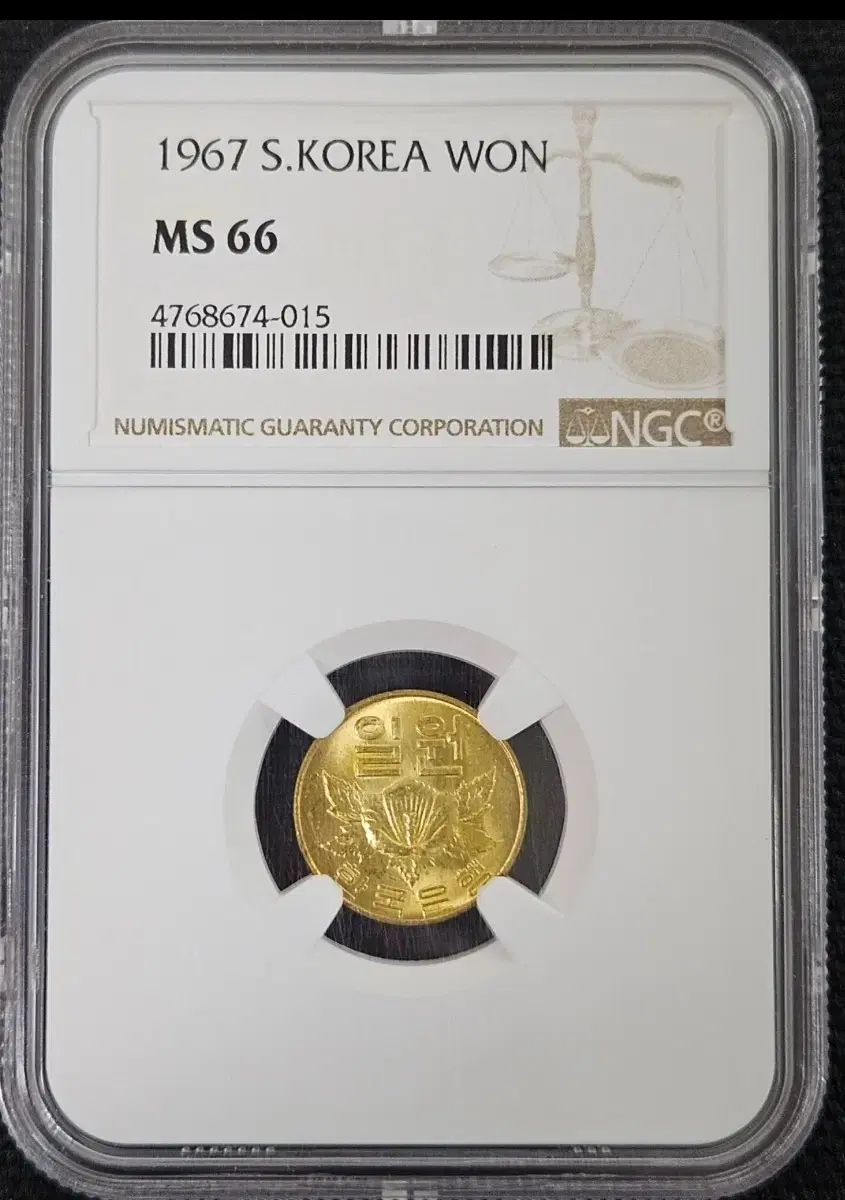 1967 S.KOREA WON
MS 66
4768674-015
NUMISMATIC GUARANTY CORPORATION
NGC®
일원
한국은행